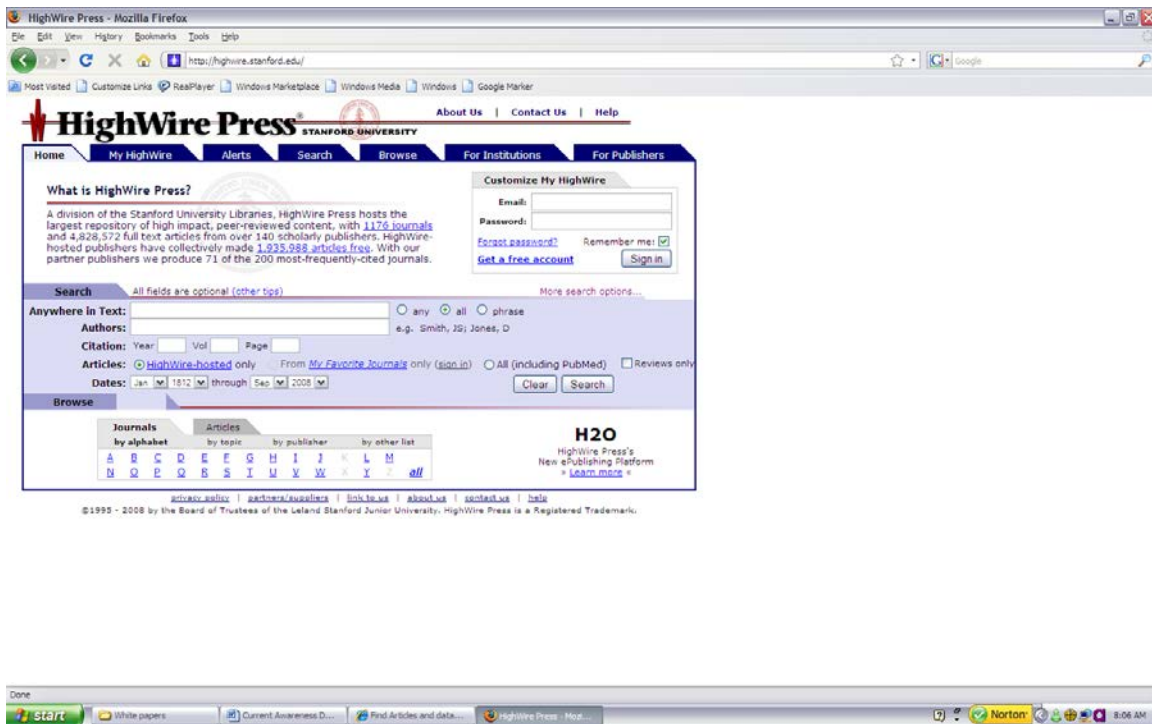 HighWire Press - Mozilla Firefox
File Edit View History Bookmarks Tools Help
http://highwire.stanford.edu/
Google
Most Visited Customize Links RealPlayer Windows Marketplace Windows Media Windows Google Marker
About Us | Contact Us | Help
HighWire Press® STANFORD UNIVERSITY
Home My HighWire Alerts Search Browse For Institutions For Publishers
What is HighWire Press?
A division of the Stanford University Libraries, HighWire Press hosts the
largest repository of high impact, peer-reviewed content, with 1176 journals
and 4,828,572 full text articles from over 140 scholarly publishers. HighWire-
hosted publishers have collectively made 1,935,988 articles free. With our
partner publishers we produce 71 of the 200 most-frequently-cited journals.
Customize My HighWire
Email:
Password:
Forgot password? Remember me:
Get a free account Sign in
Search All fields are optional (other tips) More search options...
Anywhere in Text: any all phrase
Authors: e.g. Smith, JS; Jones, D
Citation: Year Vol Page
Articles: HighWire-hosted only From My Favorite Journals only (sign in) All (including PubMed) Reviews only
Dates: Jan 1812 through Sep 2008 Clear Search
Browse
Journals Articles
by alphabet by topic by publisher by other list
A B C D E F G H I J K L M
N O P Q R S T U V W X Y Z all
H2O
HighWire Press's
New ePublishing Platform
» Learn more «
privacy policy | partners/suppliers | link to us | about us | contact us | help
©1995 - 2008 by the Board of Trustees of the Leland Stanford Junior University. HighWire Press is a Registered Trademark.
Done
start White papers Current Awareness D... Find Articles and data... HighWire Press - Moz... Norton 8:06 AM